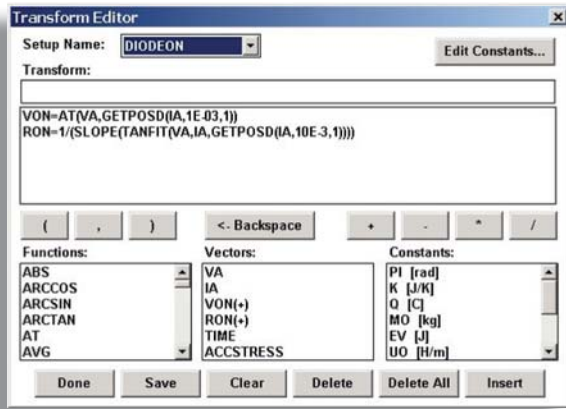 Transform Editor
Setup Name: DIODEON Edit Constants...
Transform:
VON=AT(VA,GETPOSD(IA,1E-03,1))
RON=1/(SLOPE(TANFIT(VA,IA,GETPOSD(IA,10E-3,1))))
( , ) <- Backspace + - * /
Functions: Vectors: Constants:
ABS VA PI [rad]
ARCCOS IA K [J/K]
ARCSIN VON(+) Q [C]
ARCTAN RON(+) MO [kg]
AT TIME EV [J]
AVG ACCSTRESS UO [H/m]
Done Save Clear Delete Delete All Insert